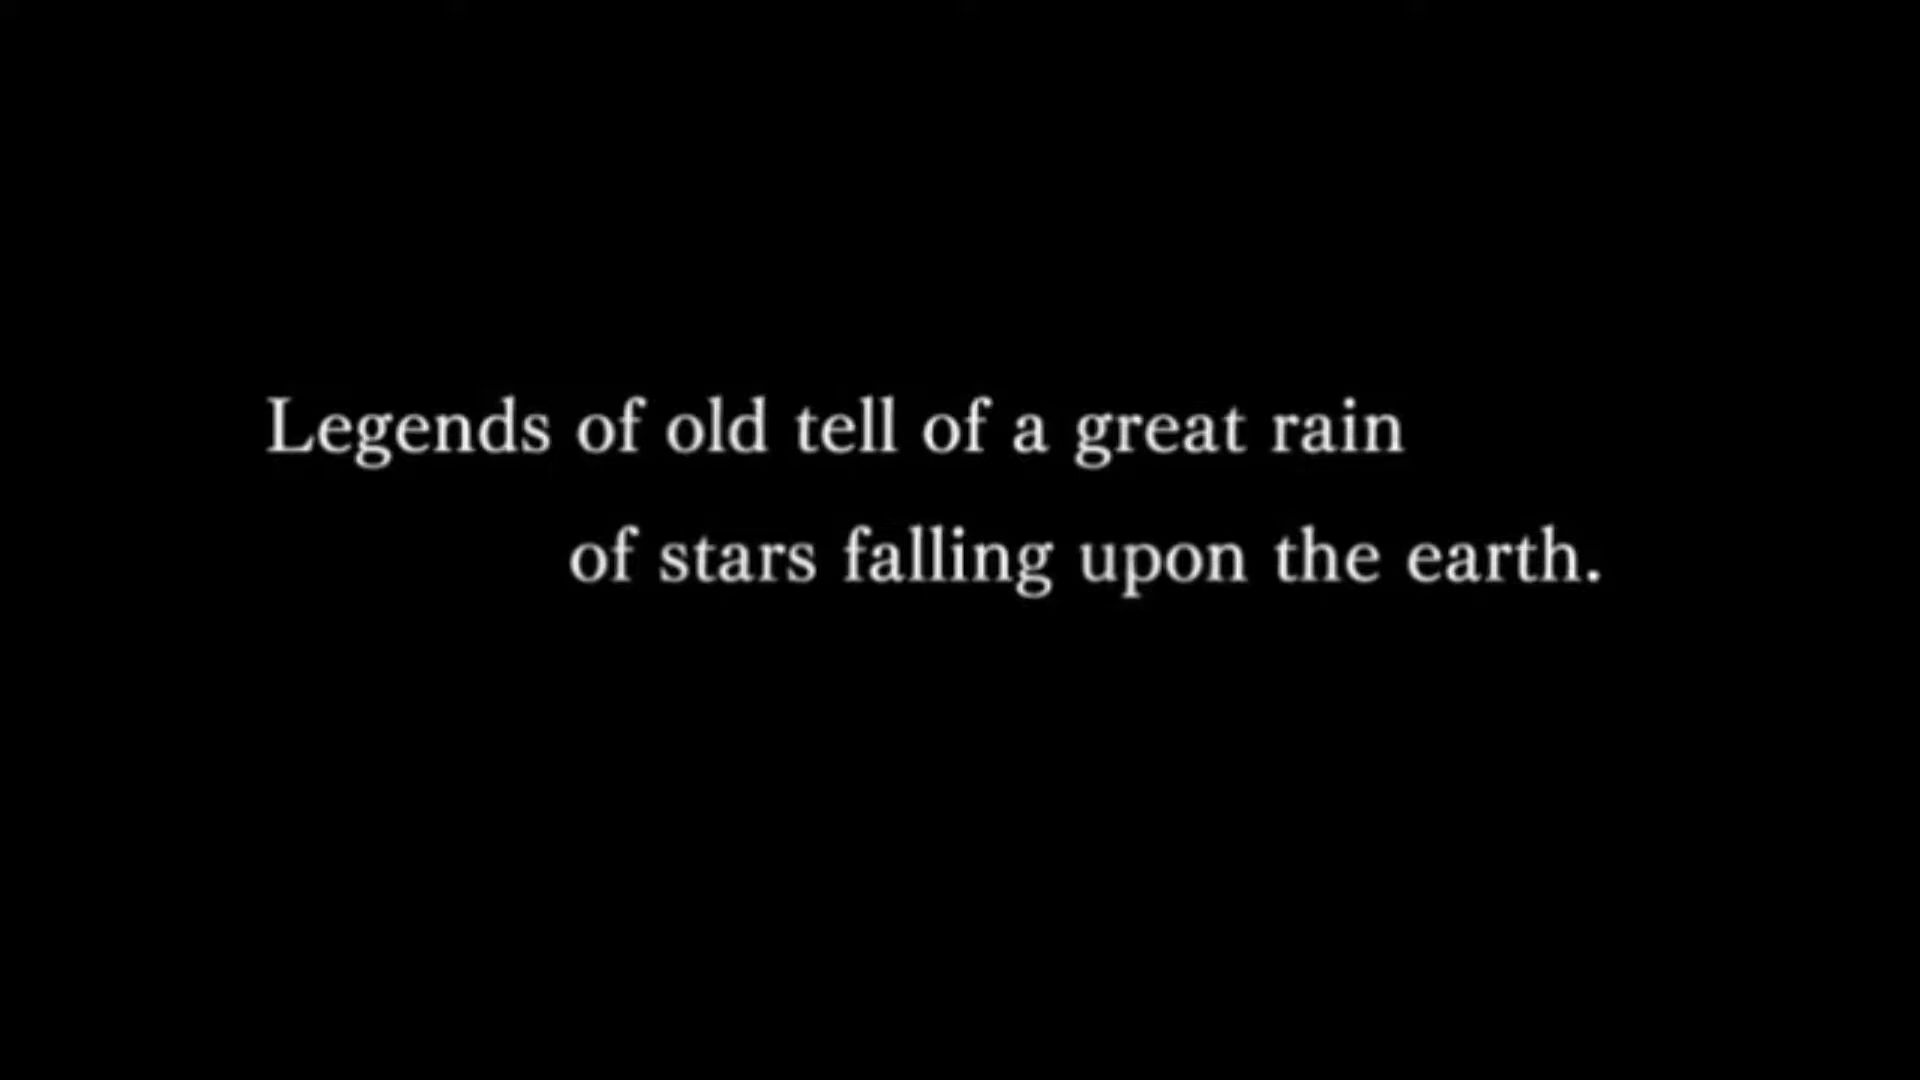 Legends of old tell of a great rain
of stars falling upon the earth.